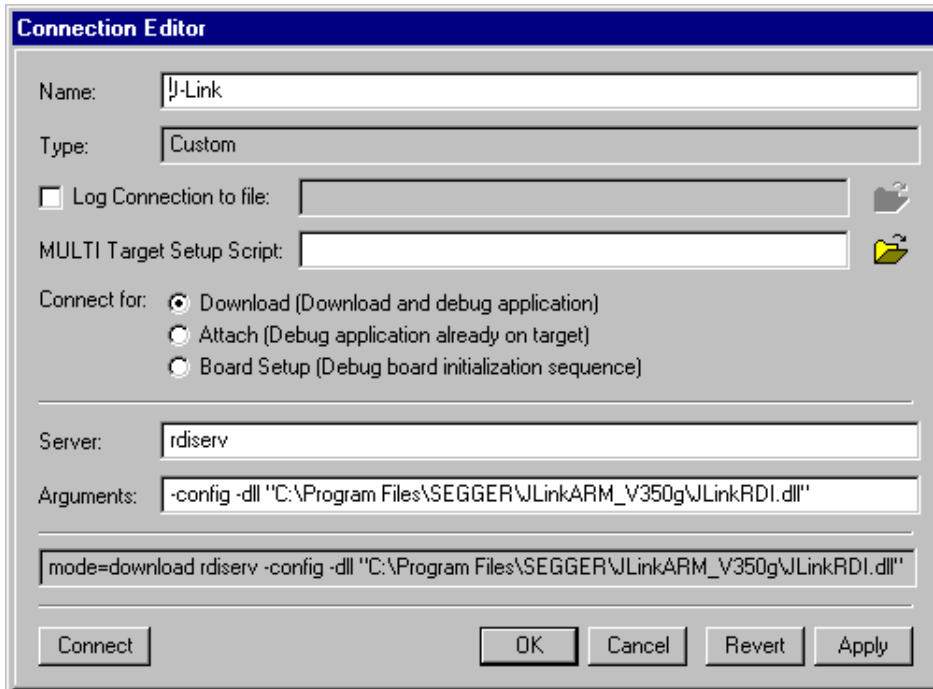 Connection Editor
Name: J-Link
Type: Custom
Log Connection to file:
MULTI Target Setup Script:
Connect for: Download (Download and debug application)
Attach (Debug application already on target)
Board Setup (Debug board initialization sequence)
Server: rdiserv
Arguments: -config -dll "C:\Program Files\SEGGER\JLinkARM_V350g\JLinkRDI.dll"
mode=download rdiserv -config -dll "C:\Program Files\SEGGER\JLinkARM_V350g\JLinkRDI.dll"
Connect OK Cancel Revert Apply